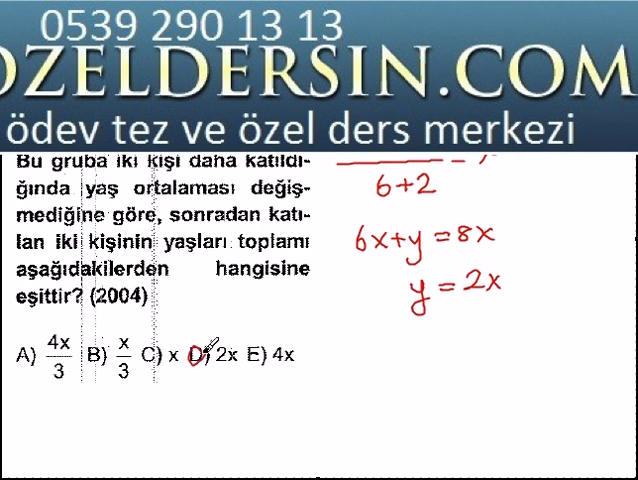 0539 290 13 13
OZELDERSIN.COM
ödev tez ve özel ders merkezi
Bu gruba iki kişi daha katıldı-
ğında yaş ortalaması değiş-
mediğine göre, sonradan katı-
lan iki kişinin yaşları toplamı
aşağıdakilerden hangisine
eşittir? (2004)
A) 4x/3 B) x/3 C) x D) 2x E) 4x
6+2
6x+y = 8x
y = 2x